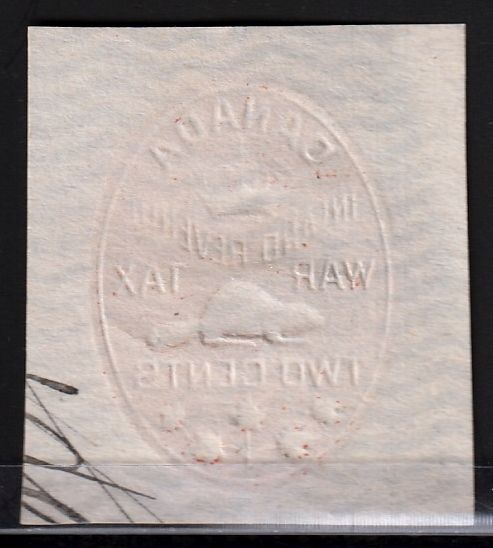 CANADA
INLAND REVENUE
WAR TAX
TWO CENTS